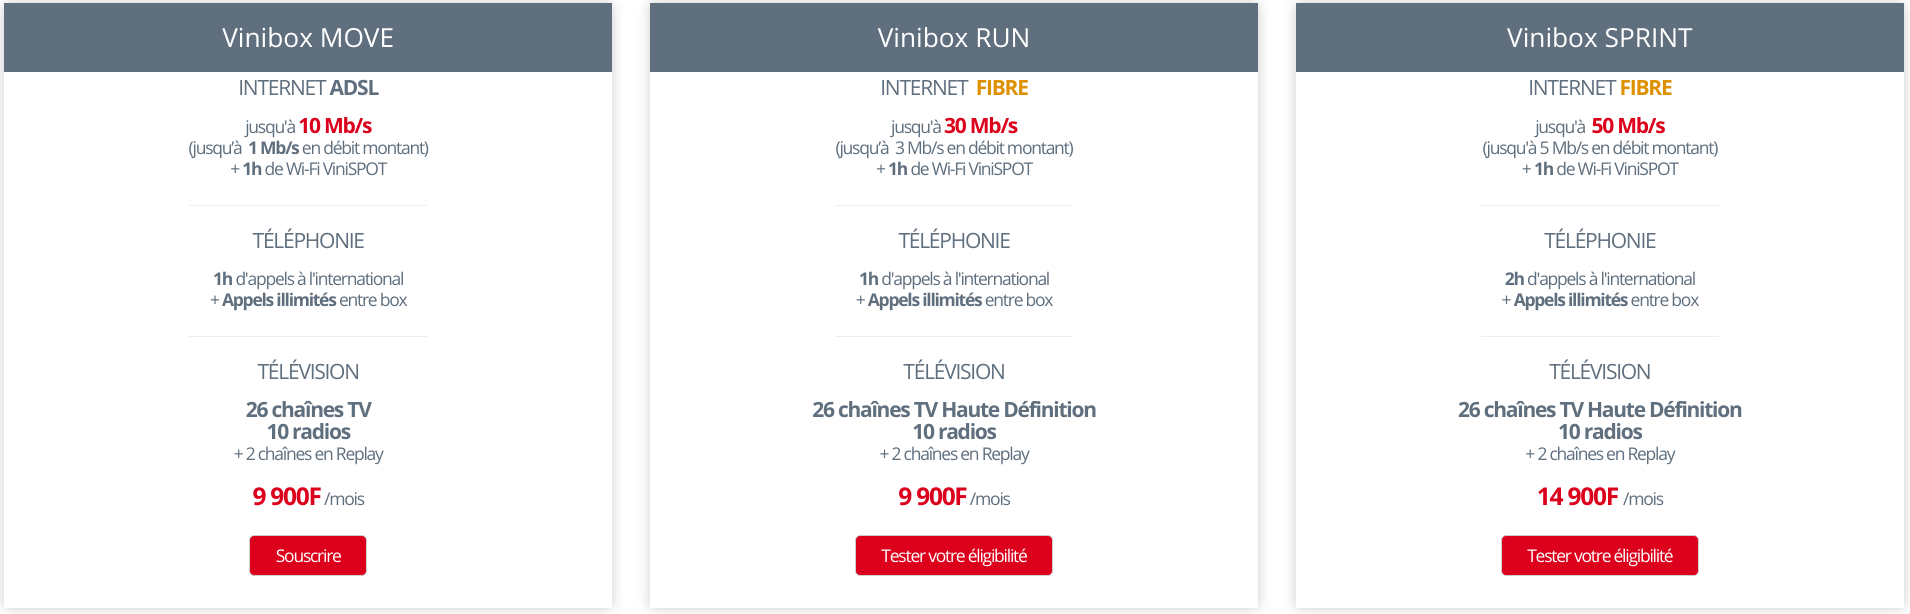 Vinibox MOVE
INTERNET ADSL
jusqu'à 10 Mb/s
(jusqu’à 1 Mb/s en débit montant)
+ 1h de Wi-Fi ViniSPOT
TÉLÉPHONIE
1h d'appels à l'international
+ Appels illimités entre box
TÉLÉVISION
26 chaînes TV
10 radios
+ 2 chaînes en Replay
9 900F /mois
Souscrire
Vinibox RUN
INTERNET FIBRE
jusqu'à 30 Mb/s
(jusqu’à 3 Mb/s en débit montant)
+ 1h de Wi-Fi ViniSPOT
TÉLÉPHONIE
1h d'appels à l'international
+ Appels illimités entre box
TÉLÉVISION
26 chaînes TV Haute Définition
10 radios
+ 2 chaînes en Replay
9 900F /mois
Tester votre éligibilité
Vinibox SPRINT
INTERNET FIBRE
jusqu'à 50 Mb/s
(jusqu'à 5 Mb/s en débit montant)
+ 1h de Wi-Fi ViniSPOT
TÉLÉPHONIE
2h d'appels à l'international
+ Appels illimités entre box
TÉLÉVISION
26 chaînes TV Haute Définition
10 radios
+ 2 chaînes en Replay
14 900F /mois
Tester votre éligibilité